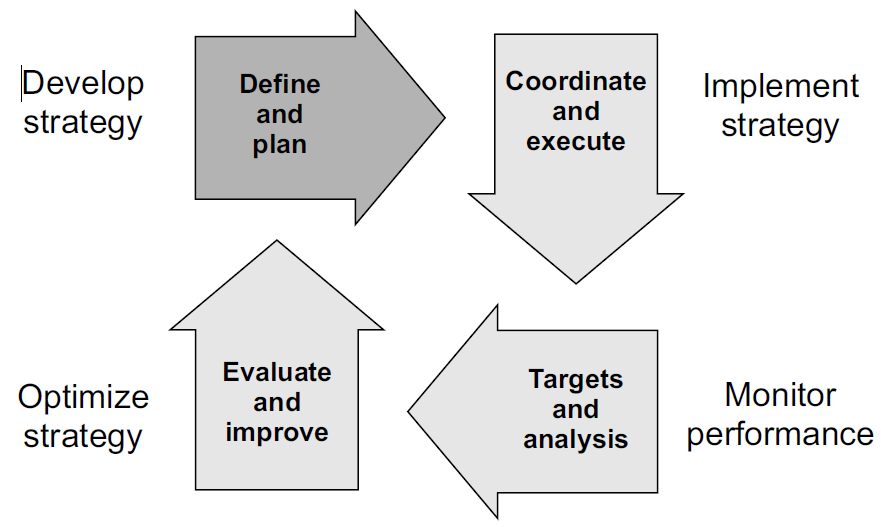 Develop
strategy
Define
and
plan
Coordinate
and
execute
Implement
strategy
Optimize
strategy
Evaluate
and
improve
Targets
and
analysis
Monitor
performance